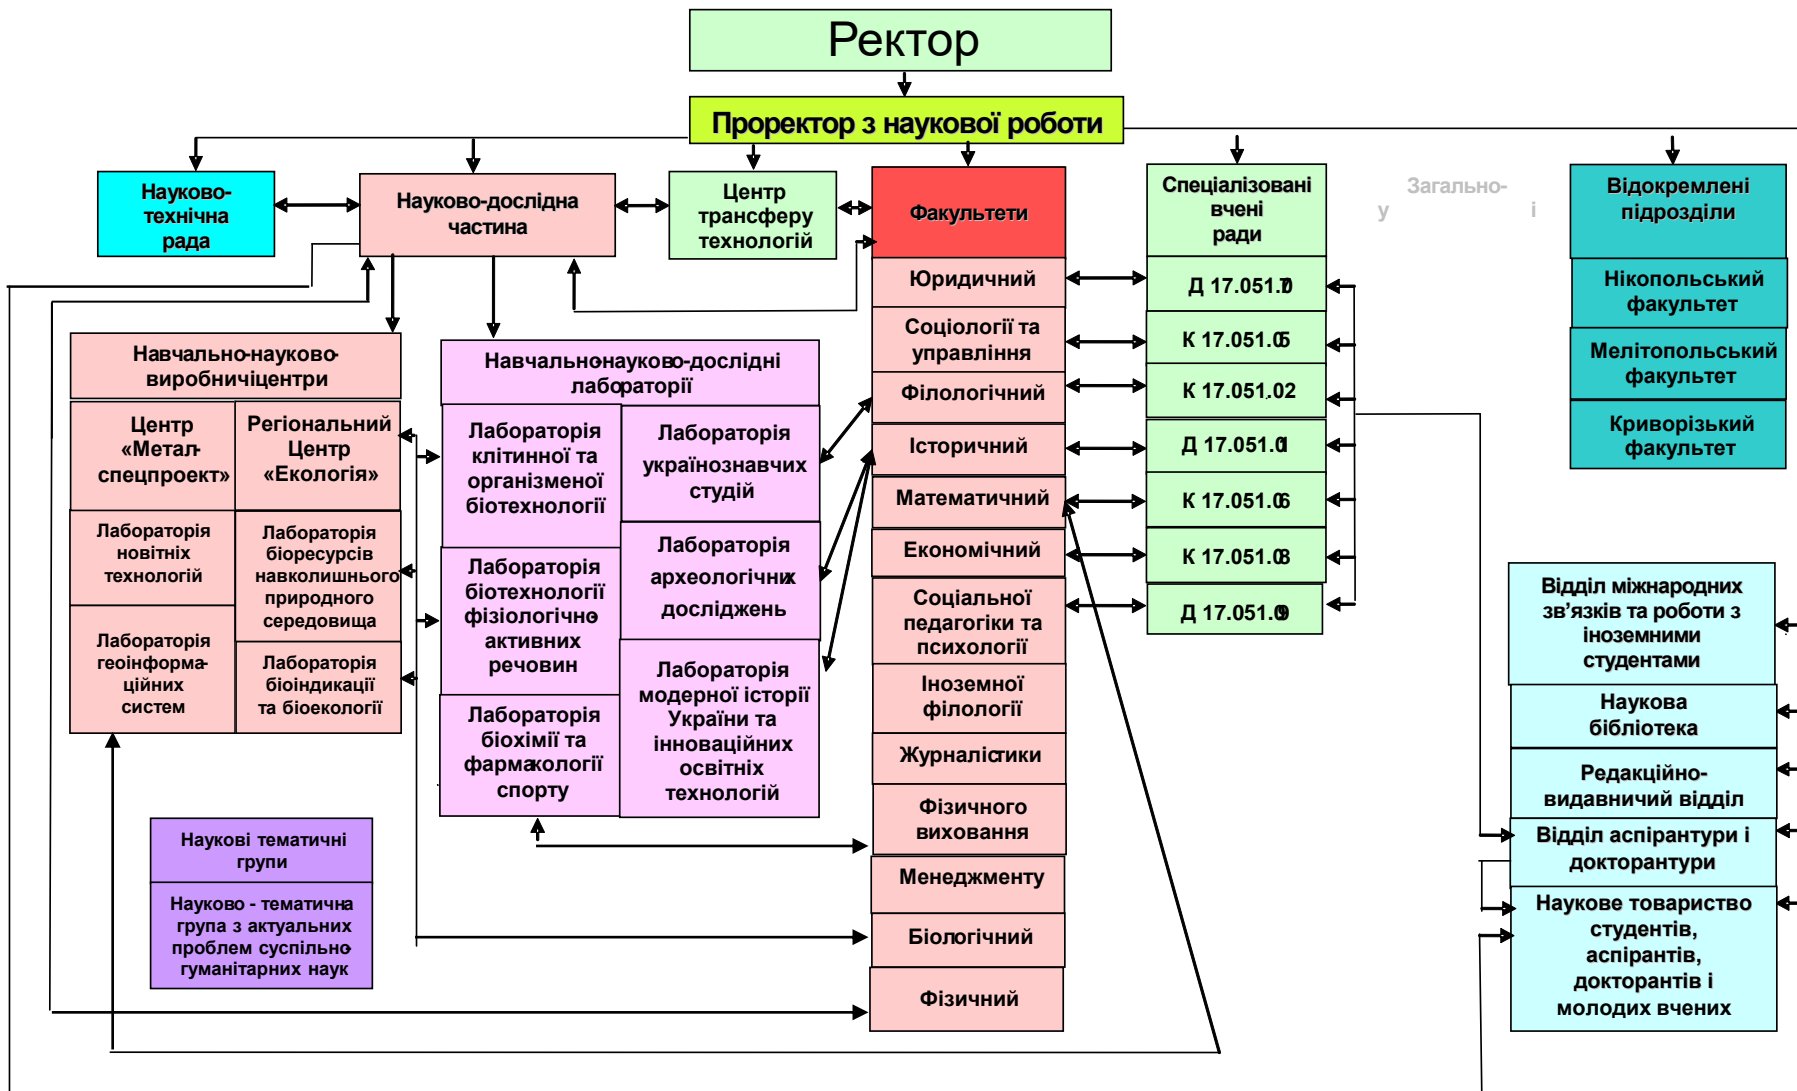 Ректор
Проректор з наукової роботи
Науково-
технічна
рада
Науково-дослідна
частина
Центр
трансферу
технологій
Факультети
Спеціалізовані
вчені
ради
Загально-
у і
Відокремлені
підрозділи
Юридичний
Соціології та
управління
Філологічний
Історичний
Математичний
Економічний
Соціальної
педагогіки та
психології
Іноземної
філології
Журналістики
Фізичного
виховання
Менеджменту
Біологічний
Фізичний
Д 17.051.
К 17.051.05
К 17.051.02
Д 17.051.01
К 17.051.06
К 17.051.08
Д 17.051.09
Нікопольський
факультет
Мелітопольський
факультет
Криворізький
факультет
Навчально-науково-
виробничіцентри
Центр
«Метал-
спецпроект»
Регіональний
Центр
«Екологія»
Лабораторія
новітніх
технологій
Лабораторія
біоресурсів
навколишнього
природного
середовища
Лабораторія
геоінформа-
ційних
систем
Лабораторія
біоіндикації
та біоекології
Навчально-науково-дослідні
лабораторії
Лабораторія
клітинної та
організменої
біотехнології
Лабораторія
українознавчих
студій
Лабораторія
біотехнології
фізіологічно-
активних
речовин
Лабораторія
археологічних
досліджень
Лабораторія
біохімії та
фармакології
спорту
Лабораторія
модерної історії
України та
інноваційних
освітніх
технологій
Наукові тематичні
групи
Науково - тематична
група з актуальних
проблем суспільно-
гуманітарних наук
Відділ міжнародних
зв’язків та роботи з
іноземними
студентами
Наукова
бібліотека
Редакційно-
видавничий відділ
Відділ аспірантури і
докторантури
Наукове товариство
студентів,
аспірантів,
докторантів і
молодих вчених